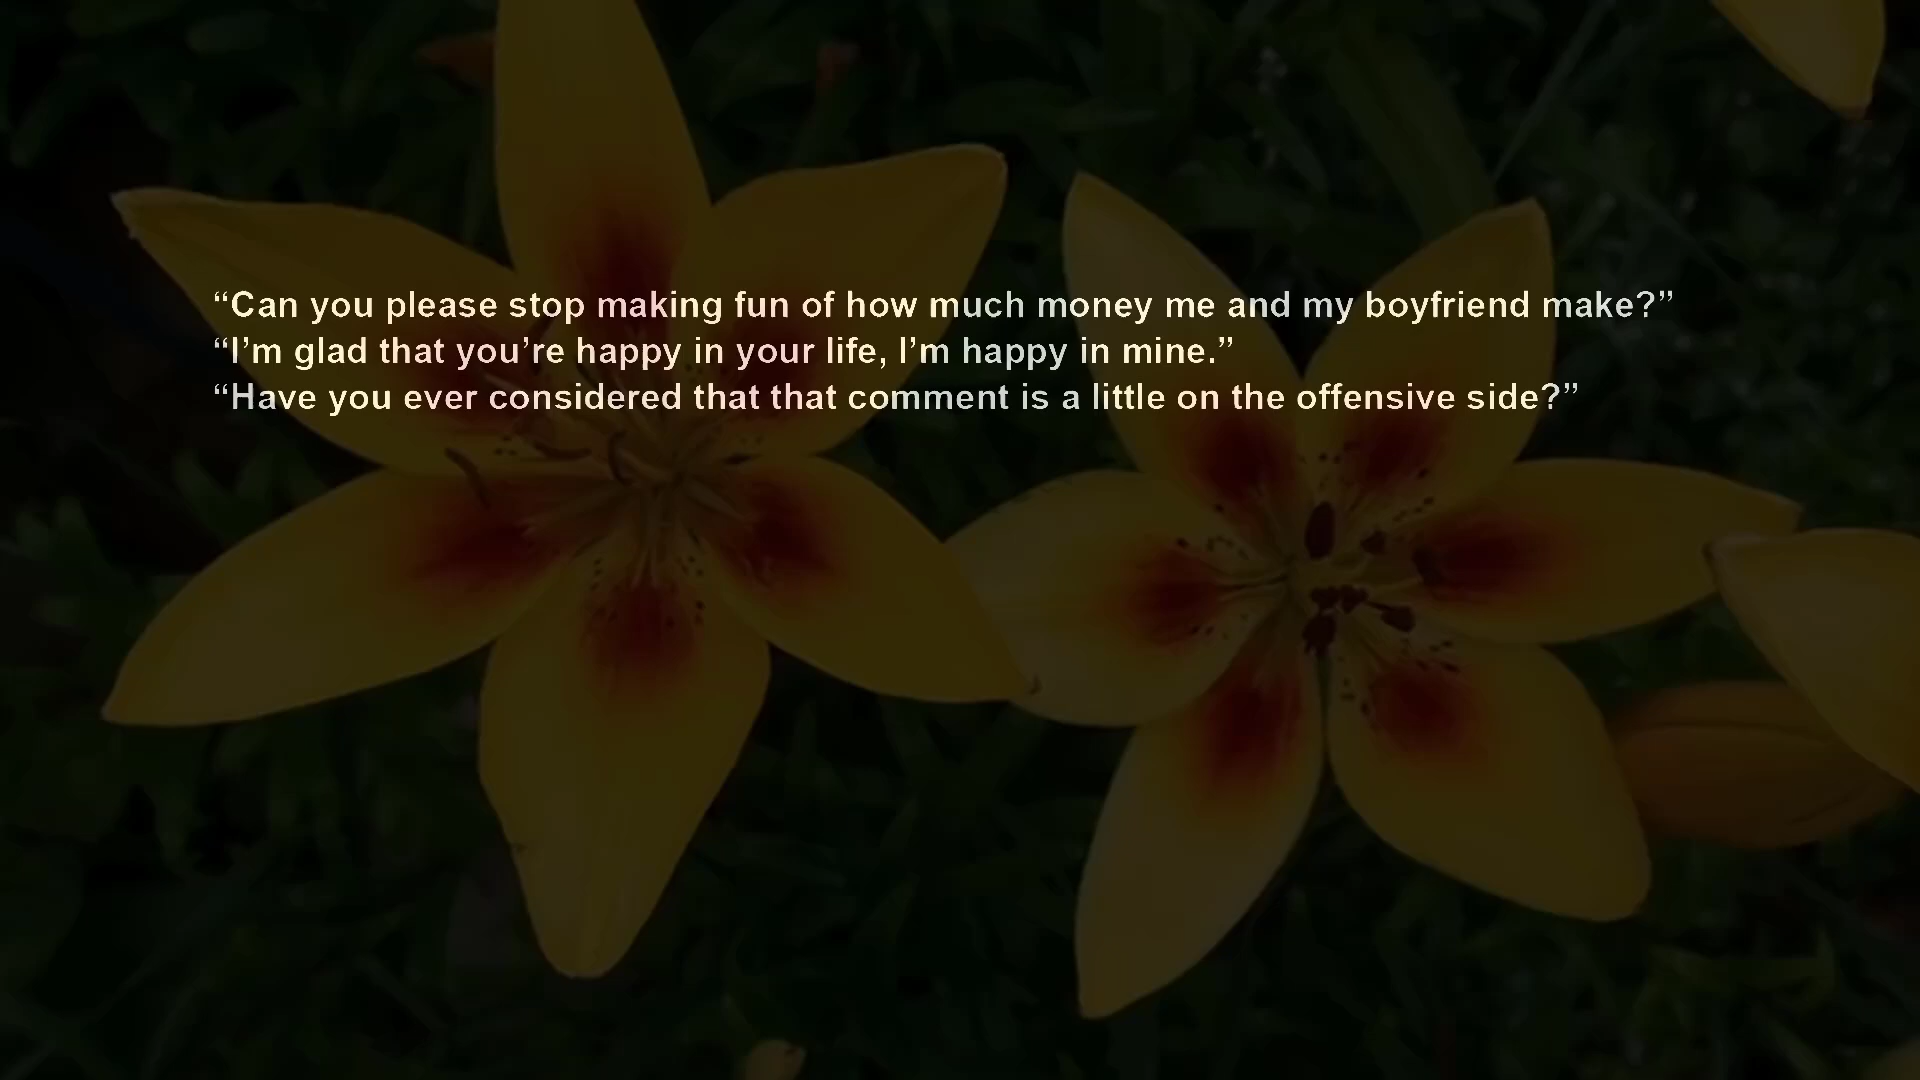 “Can you please stop making fun of how much money me and my boyfriend make?”
“I’m glad that you’re happy in your life, I’m happy in mine.”
“Have you ever considered that that comment is a little on the offensive side?”